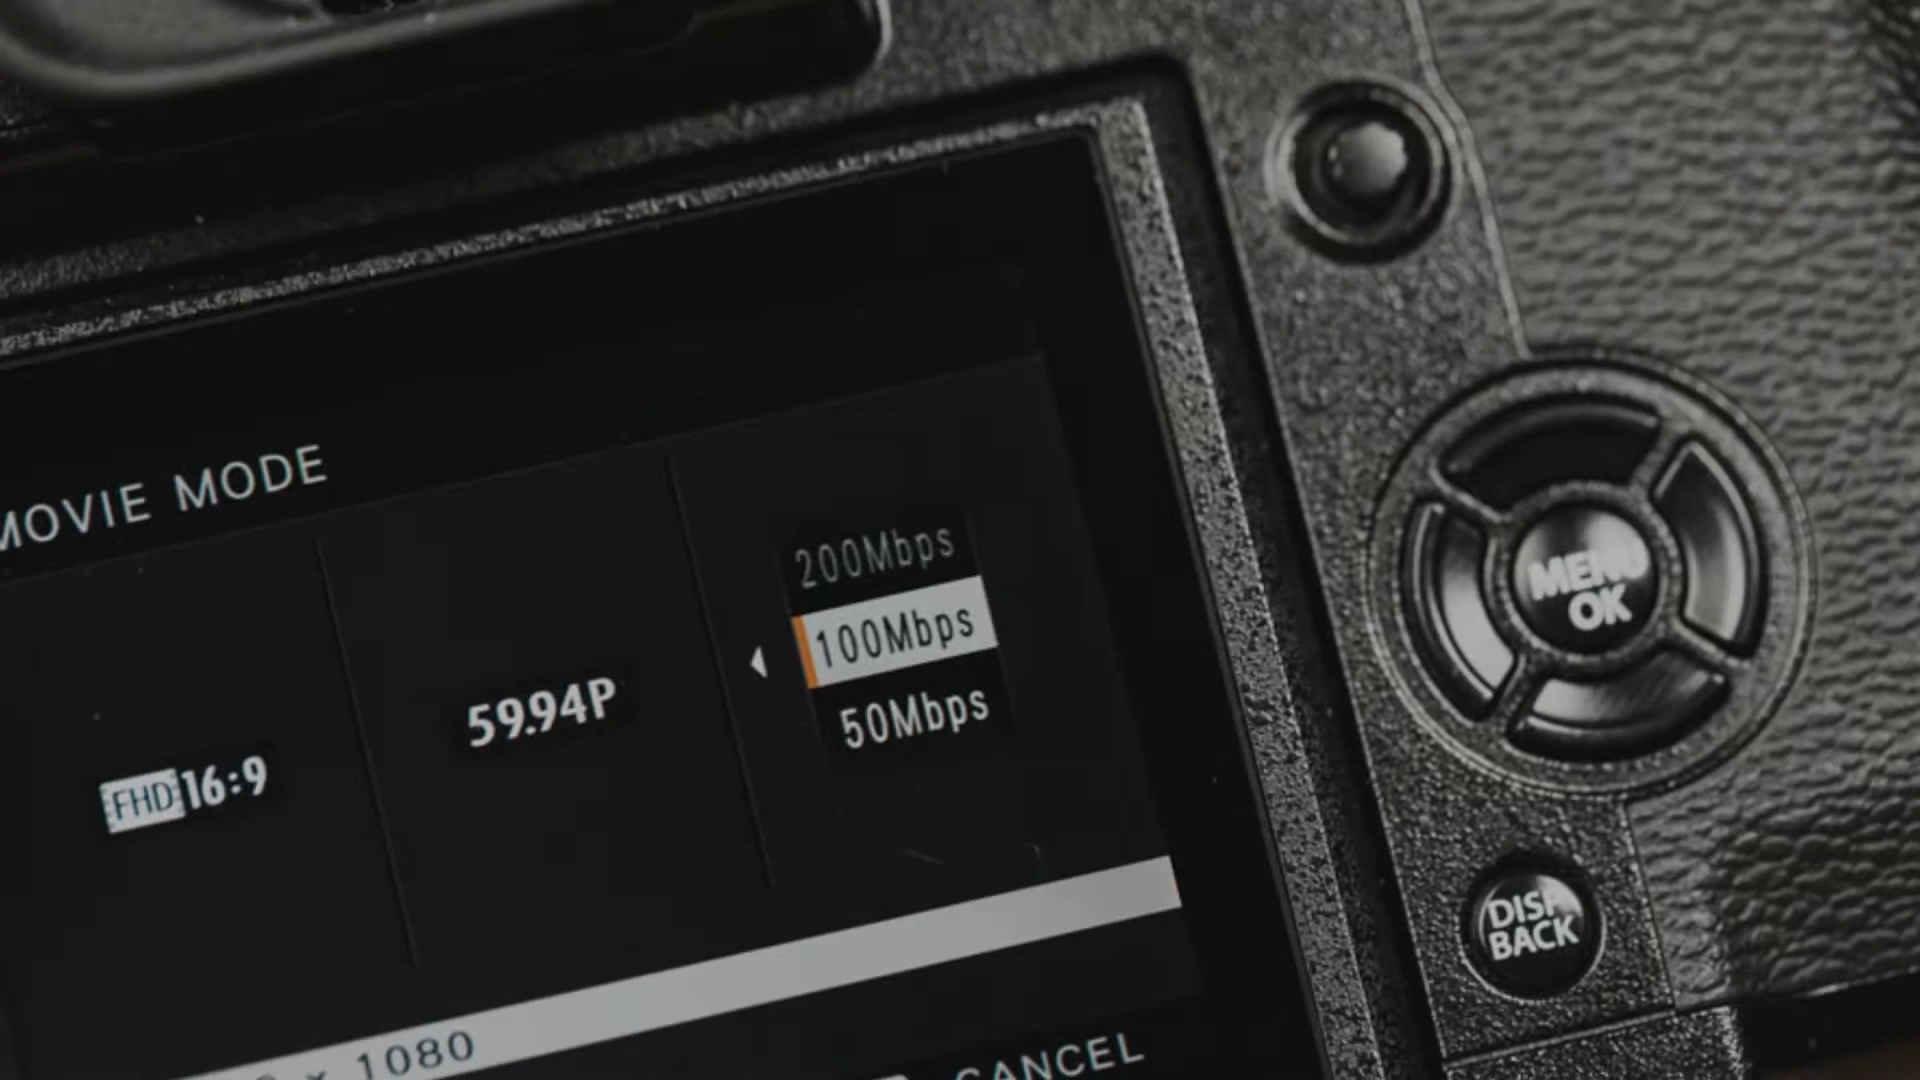 MOVIE MODE
200Mbps
100Mbps
50Mbps
59.94P
FHD 16:9
× 1080
CANCEL
MENU
OK
DISP
BACK